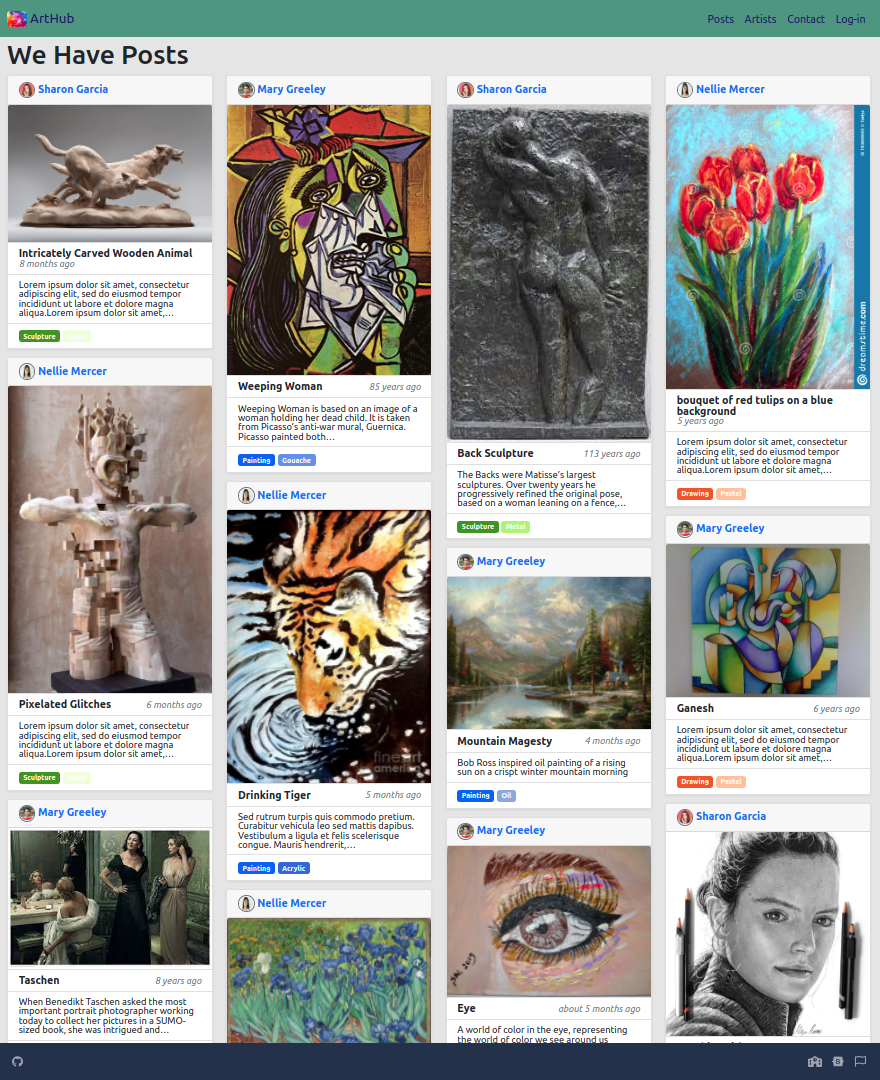 ArtHub
Posts Artists Contact Log-in
We Have Posts
Sharon Garcia
Intricately Carved Wooden Animal
8 months ago
Lorem ipsum dolor sit amet, consectetur
adipiscing elit, sed do eiusmod tempor
incididunt ut labore et dolore magna
aliqua.Lorem ipsum dolor sit amet,...
Sculpture
Nellie Mercer
Pixelated Glitches 6 months ago
Lorem ipsum dolor sit amet, consectetur
adipiscing elit, sed do eiusmod tempor
incididunt ut labore et dolore magna
aliqua.Lorem ipsum dolor sit amet,...
Sculpture
Mary Greeley
Taschen 8 years ago
When Benedikt Taschen asked the most
important portrait photographer working
today to collect her pictures in a SUMO-
sized book, she was intrigued and...
Mary Greeley
Weeping Woman 85 years ago
Weeping Woman is based on an image of a
woman holding her dead child. It is taken
from Picasso's anti-war mural, Guernica.
Picasso painted both...
Painting Gouache
Nellie Mercer
fineart
america
Drinking Tiger 5 months ago
Sed rutrum turpis quis commodo pretium.
Curabitur vehicula leo sed mattis dapibus.
Vestibulum a ligula et felis scelerisque
congue. Mauris hendrerit,...
Painting Acrylic
Nellie Mercer
Sharon Garcia
Back Sculpture 113 years ago
The Backs were Matisse's largest
sculptures. Over twenty years he
progressively refined the original pose,
based on a woman leaning on a fence,...
Sculpture Metal
Mary Greeley
Mountain Magesty 4 months ago
Bob Ross inspired oil painting of a rising
sun on a crispt winter mountain morning
Painting Oil
Mary Greeley
Eye about 5 months ago
A world of color in the eye, representing
the world of color we see around us
Nellie Mercer
dreamstime.com
bouquet of red tulips on a blue
background
5 years ago
Lorem ipsum dolor sit amet, consectetur
adipiscing elit, sed do eiusmod tempor
incididunt ut labore et dolore magna
aliqua.Lorem ipsum dolor sit amet,...
Drawing Pastel
Mary Greeley
Ganesh 6 years ago
Lorem ipsum dolor sit amet, consectetur
adipiscing elit, sed do eiusmod tempor
incididunt ut labore et dolore magna
aliqua.Lorem ipsum dolor sit amet,...
Drawing Pastel
Sharon Garcia